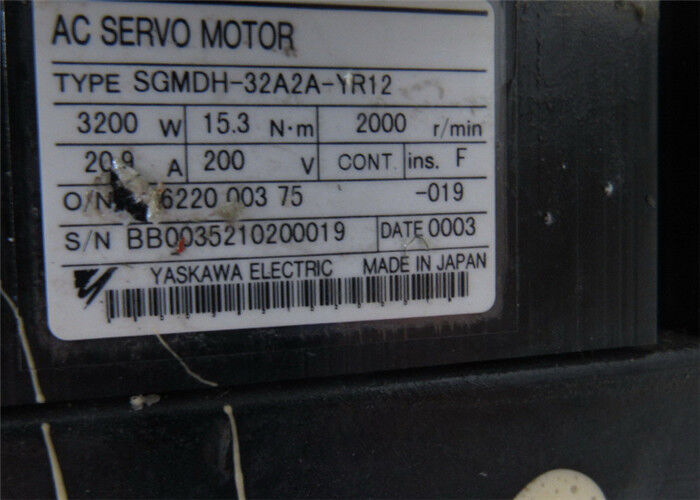 AC SERVO MOTOR
TYPE SGMDH-32A2A-YR12
3200 W 15.3 N·m 2000 r/min
20.9 A 200 V CONT. ins. F
O/N 6220 003 75 -019
S/N BB0035210200019 DATE 0003
YASKAWA ELECTRIC MADE IN JAPAN